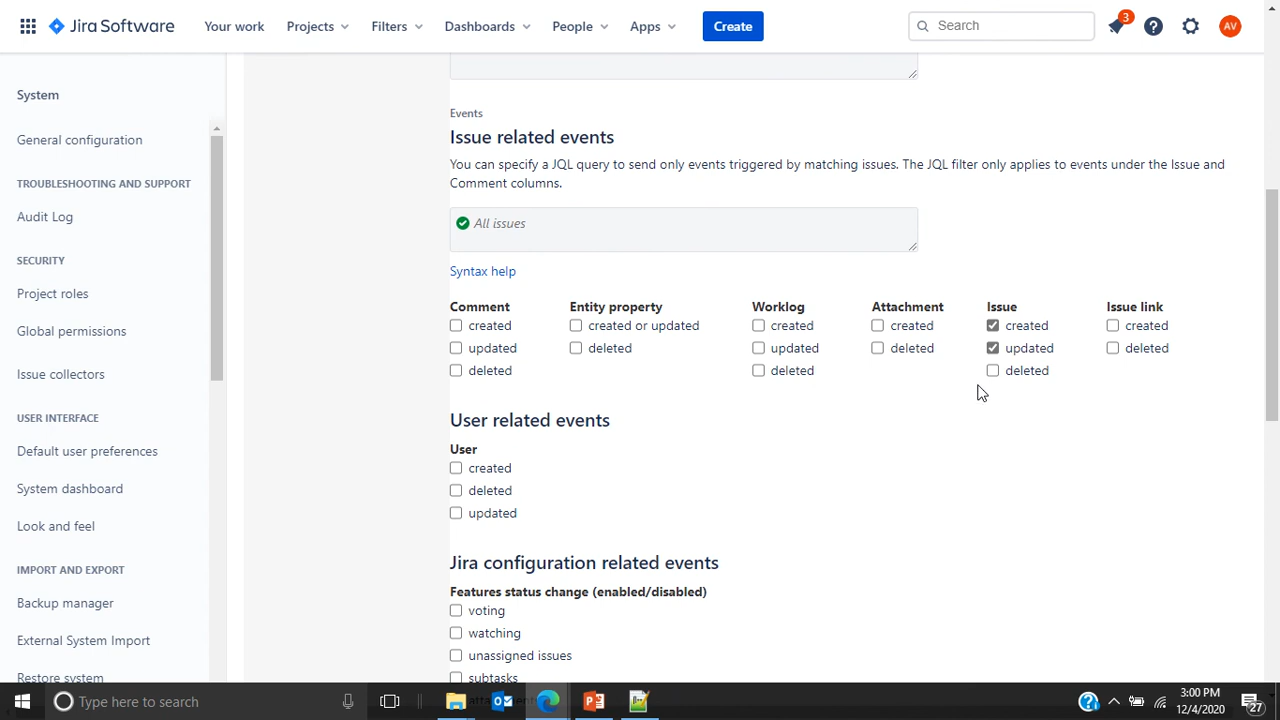 Jira Software
Your work
Projects
Filters
Dashboards
People
Apps
Create
Search
3
AV
System
General configuration
TROUBLESHOOTING AND SUPPORT
Audit Log
SECURITY
Project roles
Global permissions
Issue collectors
USER INTERFACE
Default user preferences
System dashboard
Look and feel
IMPORT AND EXPORT
Backup manager
External System Import
Restore system
Events
Issue related events
You can specify a JQL query to send only events triggered by matching issues. The JQL filter only applies to events under the Issue and
Comment columns.
All issues
Syntax help
Comment
created
updated
deleted
Entity property
created or updated
deleted
Worklog
created
updated
deleted
Attachment
created
deleted
Issue
created
updated
deleted
Issue link
created
deleted
User related events
User
created
deleted
updated
Jira configuration related events
Features status change (enabled/disabled)
voting
watching
unassigned issues
subtasks
Type here to search
3:00 PM
12/4/2020
27